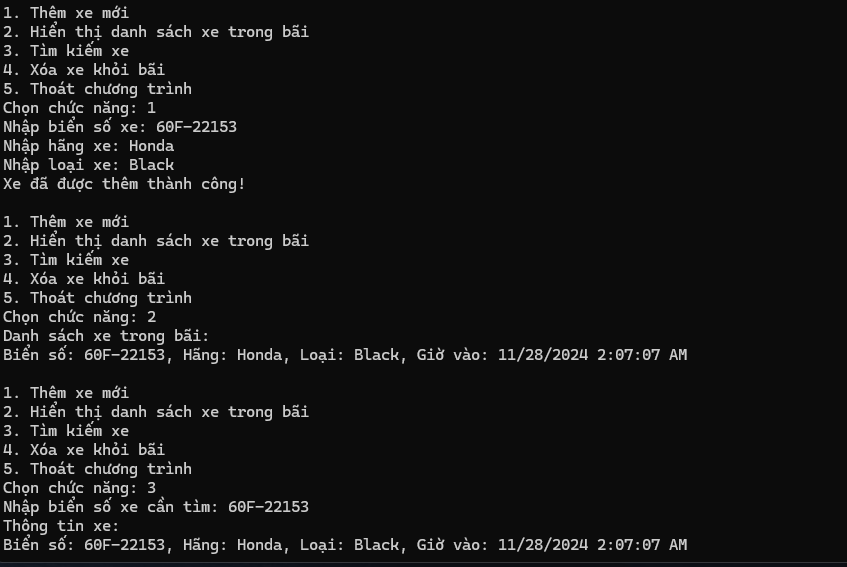 1. Thêm xe mới
2. Hiển thị danh sách xe trong bãi
3. Tìm kiếm xe
4. Xóa xe khỏi bãi
5. Thoát chương trình
Chọn chức năng: 1
Nhập biển số xe: 60F-22153
Nhập hãng xe: Honda
Nhập loại xe: Black
Xe đã được thêm thành công!
1. Thêm xe mới
2. Hiển thị danh sách xe trong bãi
3. Tìm kiếm xe
4. Xóa xe khỏi bãi
5. Thoát chương trình
Chọn chức năng: 2
Danh sách xe trong bãi:
Biển số: 60F-22153, Hãng: Honda, Loại: Black, Giờ vào: 11/28/2024 2:07:07 AM
1. Thêm xe mới
2. Hiển thị danh sách xe trong bãi
3. Tìm kiếm xe
4. Xóa xe khỏi bãi
5. Thoát chương trình
Chọn chức năng: 3
Nhập biển số xe cần tìm: 60F-22153
Thông tin xe:
Biển số: 60F-22153, Hãng: Honda, Loại: Black, Giờ vào: 11/28/2024 2:07:07 AM